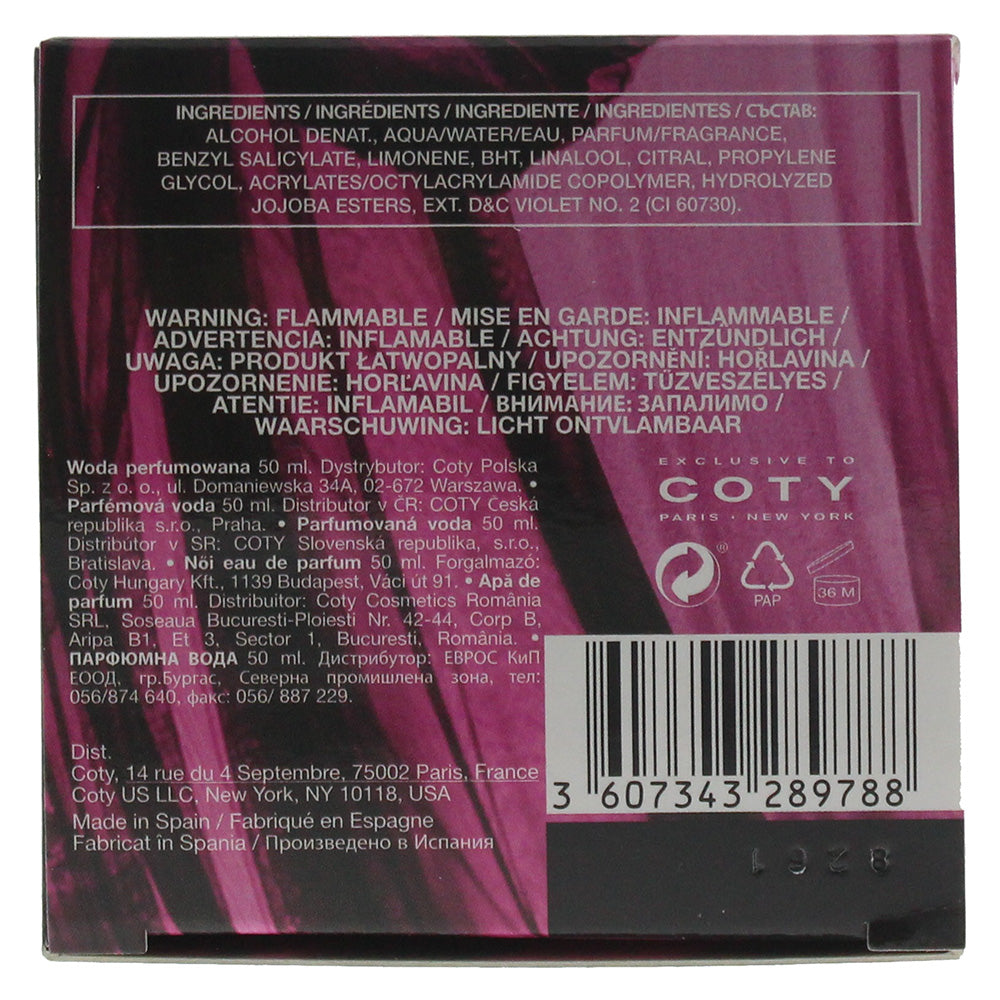 INGREDIENTS / INGRÉDIENTS / INGREDIENTE / INGREDIENTES / СЪСТАВ:
ALCOHOL DENAT., AQUA/WATER/EAU, PARFUM/FRAGRANCE,
BENZYL SALICYLATE, LIMONENE, BHT, LINALOOL, CITRAL, PROPYLENE
GLYCOL, ACRYLATES/OCTYLACRYLAMIDE COPOLYMER, HYDROLYZED
JOJOBA ESTERS, EXT. D&C VIOLET NO. 2 (CI 60730).
WARNING: FLAMMABLE / MISE EN GARDE: INFLAMMABLE /
ADVERTENCIA: INFLAMABLE / ACHTUNG: ENTZÜNDLICH /
UWAGA: PRODUKT ŁATWOPALNY / UPOZORNĚNÍ: HOŘLAVINA /
UPOZORNENIE: HORĽAVINA / FIGYELEM: TŰZVESZÉLYES /
ATENTIE: INFLAMABIL / ВНИМАНИЕ: ЗАПАЛИМО /
WAARSCHUWING: LICHT ONTVLAMBAAR
Woda perfumowana 50 ml. Dystrybutor: Coty Polska
Sp. z o. o., ul. Domaniewska 34A, 02-672 Warszawa. •
Parfémová voda 50 ml. Distributor v ČR: COTY Česká
republika s.r.o., Praha. • Parfumovaná voda 50 ml.
Distribútor v SR: COTY Slovenská republika, s.r.o.,
Bratislava. • Női eau de parfum 50 ml. Forgalmazó:
Coty Hungary Kft., 1139 Budapest, Váci út 91. • Apă de
parfum 50 ml. Distribuitor: Coty Cosmetics România
SRL, Soseaua Bucuresti-Ploiesti Nr. 42-44, Corp B,
Aripa B1, Et 3, Sector 1, Bucuresti, România. •
ПАРФЮМНА ВОДА 50 ml. Дистрибутор: ЕВРОС КиП
ЕООД, гр.Бургас, Северна промишлена зона, тел:
056/874 640, факс: 056/ 887 229.
EXCLUSIVE TO
COTY
PARIS • NEW YORK
®
PAP
36 M
Dist.
Coty, 14 rue du 4 Septembre, 75002 Paris, France
Coty US LLC, New York, NY 10118, USA
Made in Spain / Fabriqué en Espagne
Fabricat în Spania / Произведено в Испания
3 607343 289788
8261